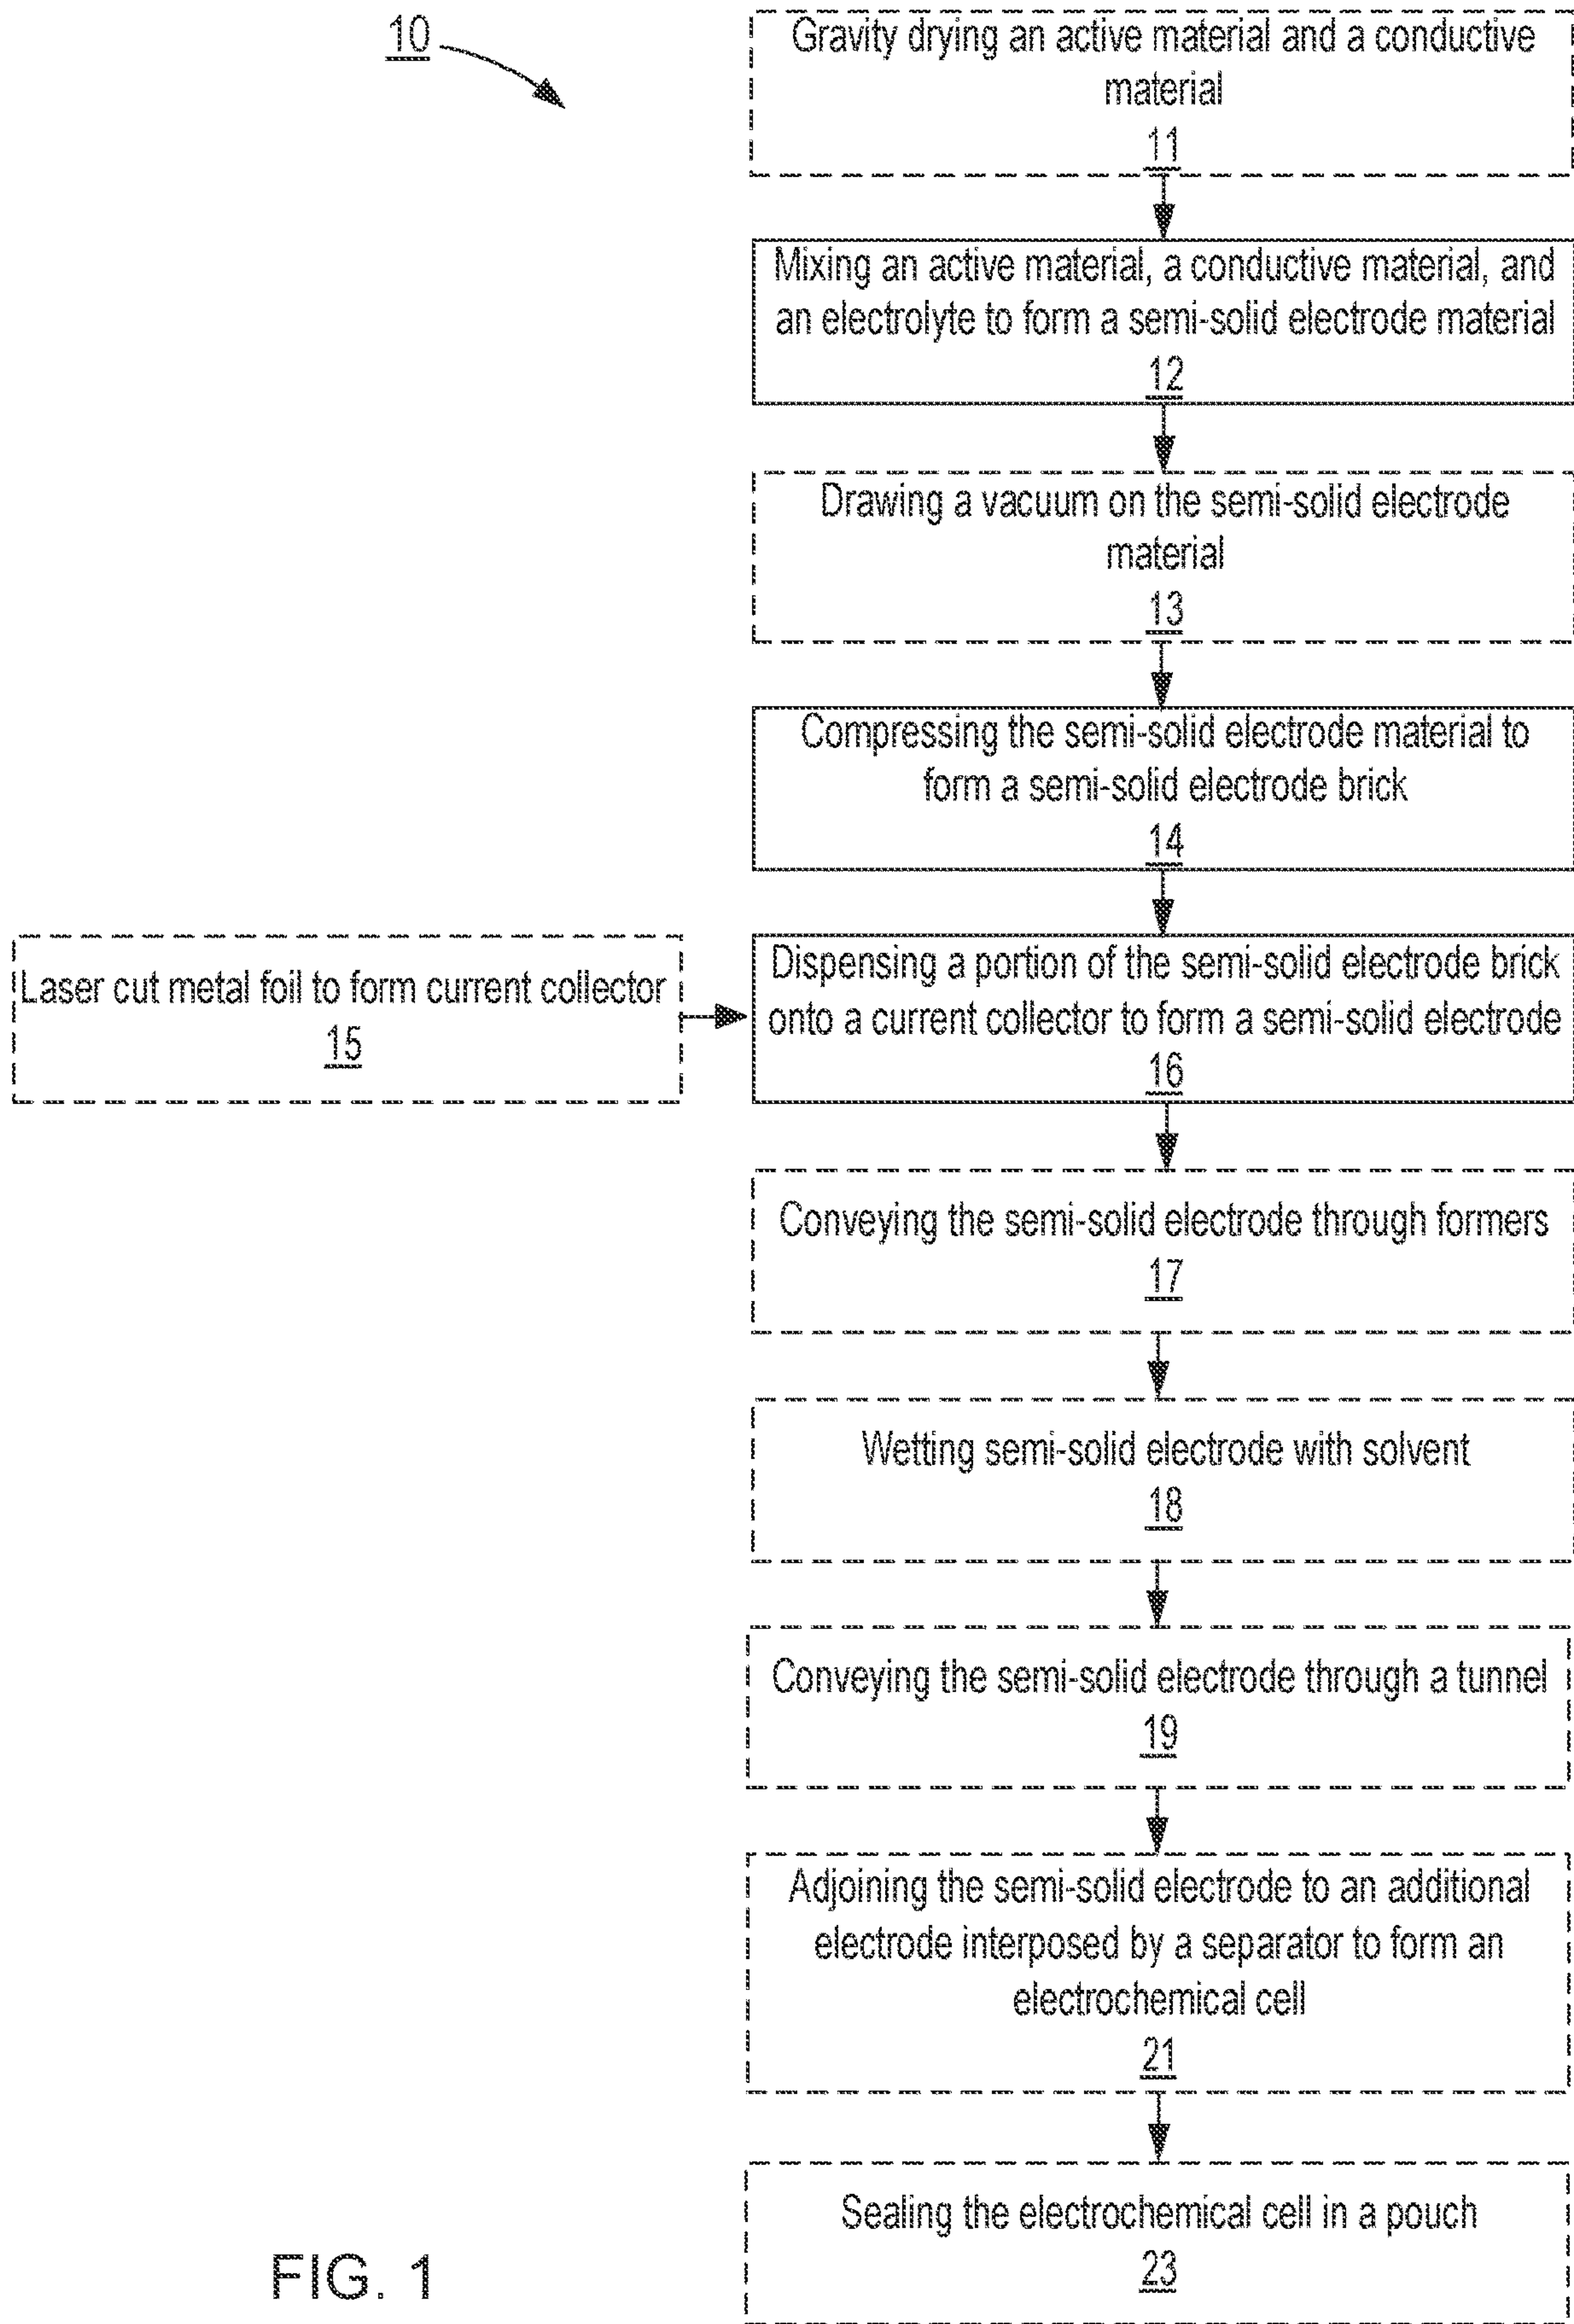 10
Gravity drying an active material and a conductive
material
11
Mixing an active material, a conductive material, and
an electrolyte to form a semi-solid electrode material
12
Drawing a vacuum on the semi-solid electrode
material
13
Compressing the semi-solid electrode material to
form a semi-solid electrode brick
14
Laser cut metal foil to form current collector
15
Dispensing a portion of the semi-solid electrode brick
onto a current collector to form a semi-solid electrode
16
Conveying the semi-solid electrode through formers
17
Wetting semi-solid electrode with solvent
18
Conveying the semi-solid electrode through a tunnel
19
Adjoining the semi-solid electrode to an additional
electrode interposed by a separator to form an
electrochemical cell
21
Sealing the electrochemical cell in a pouch
23
FIG. 1